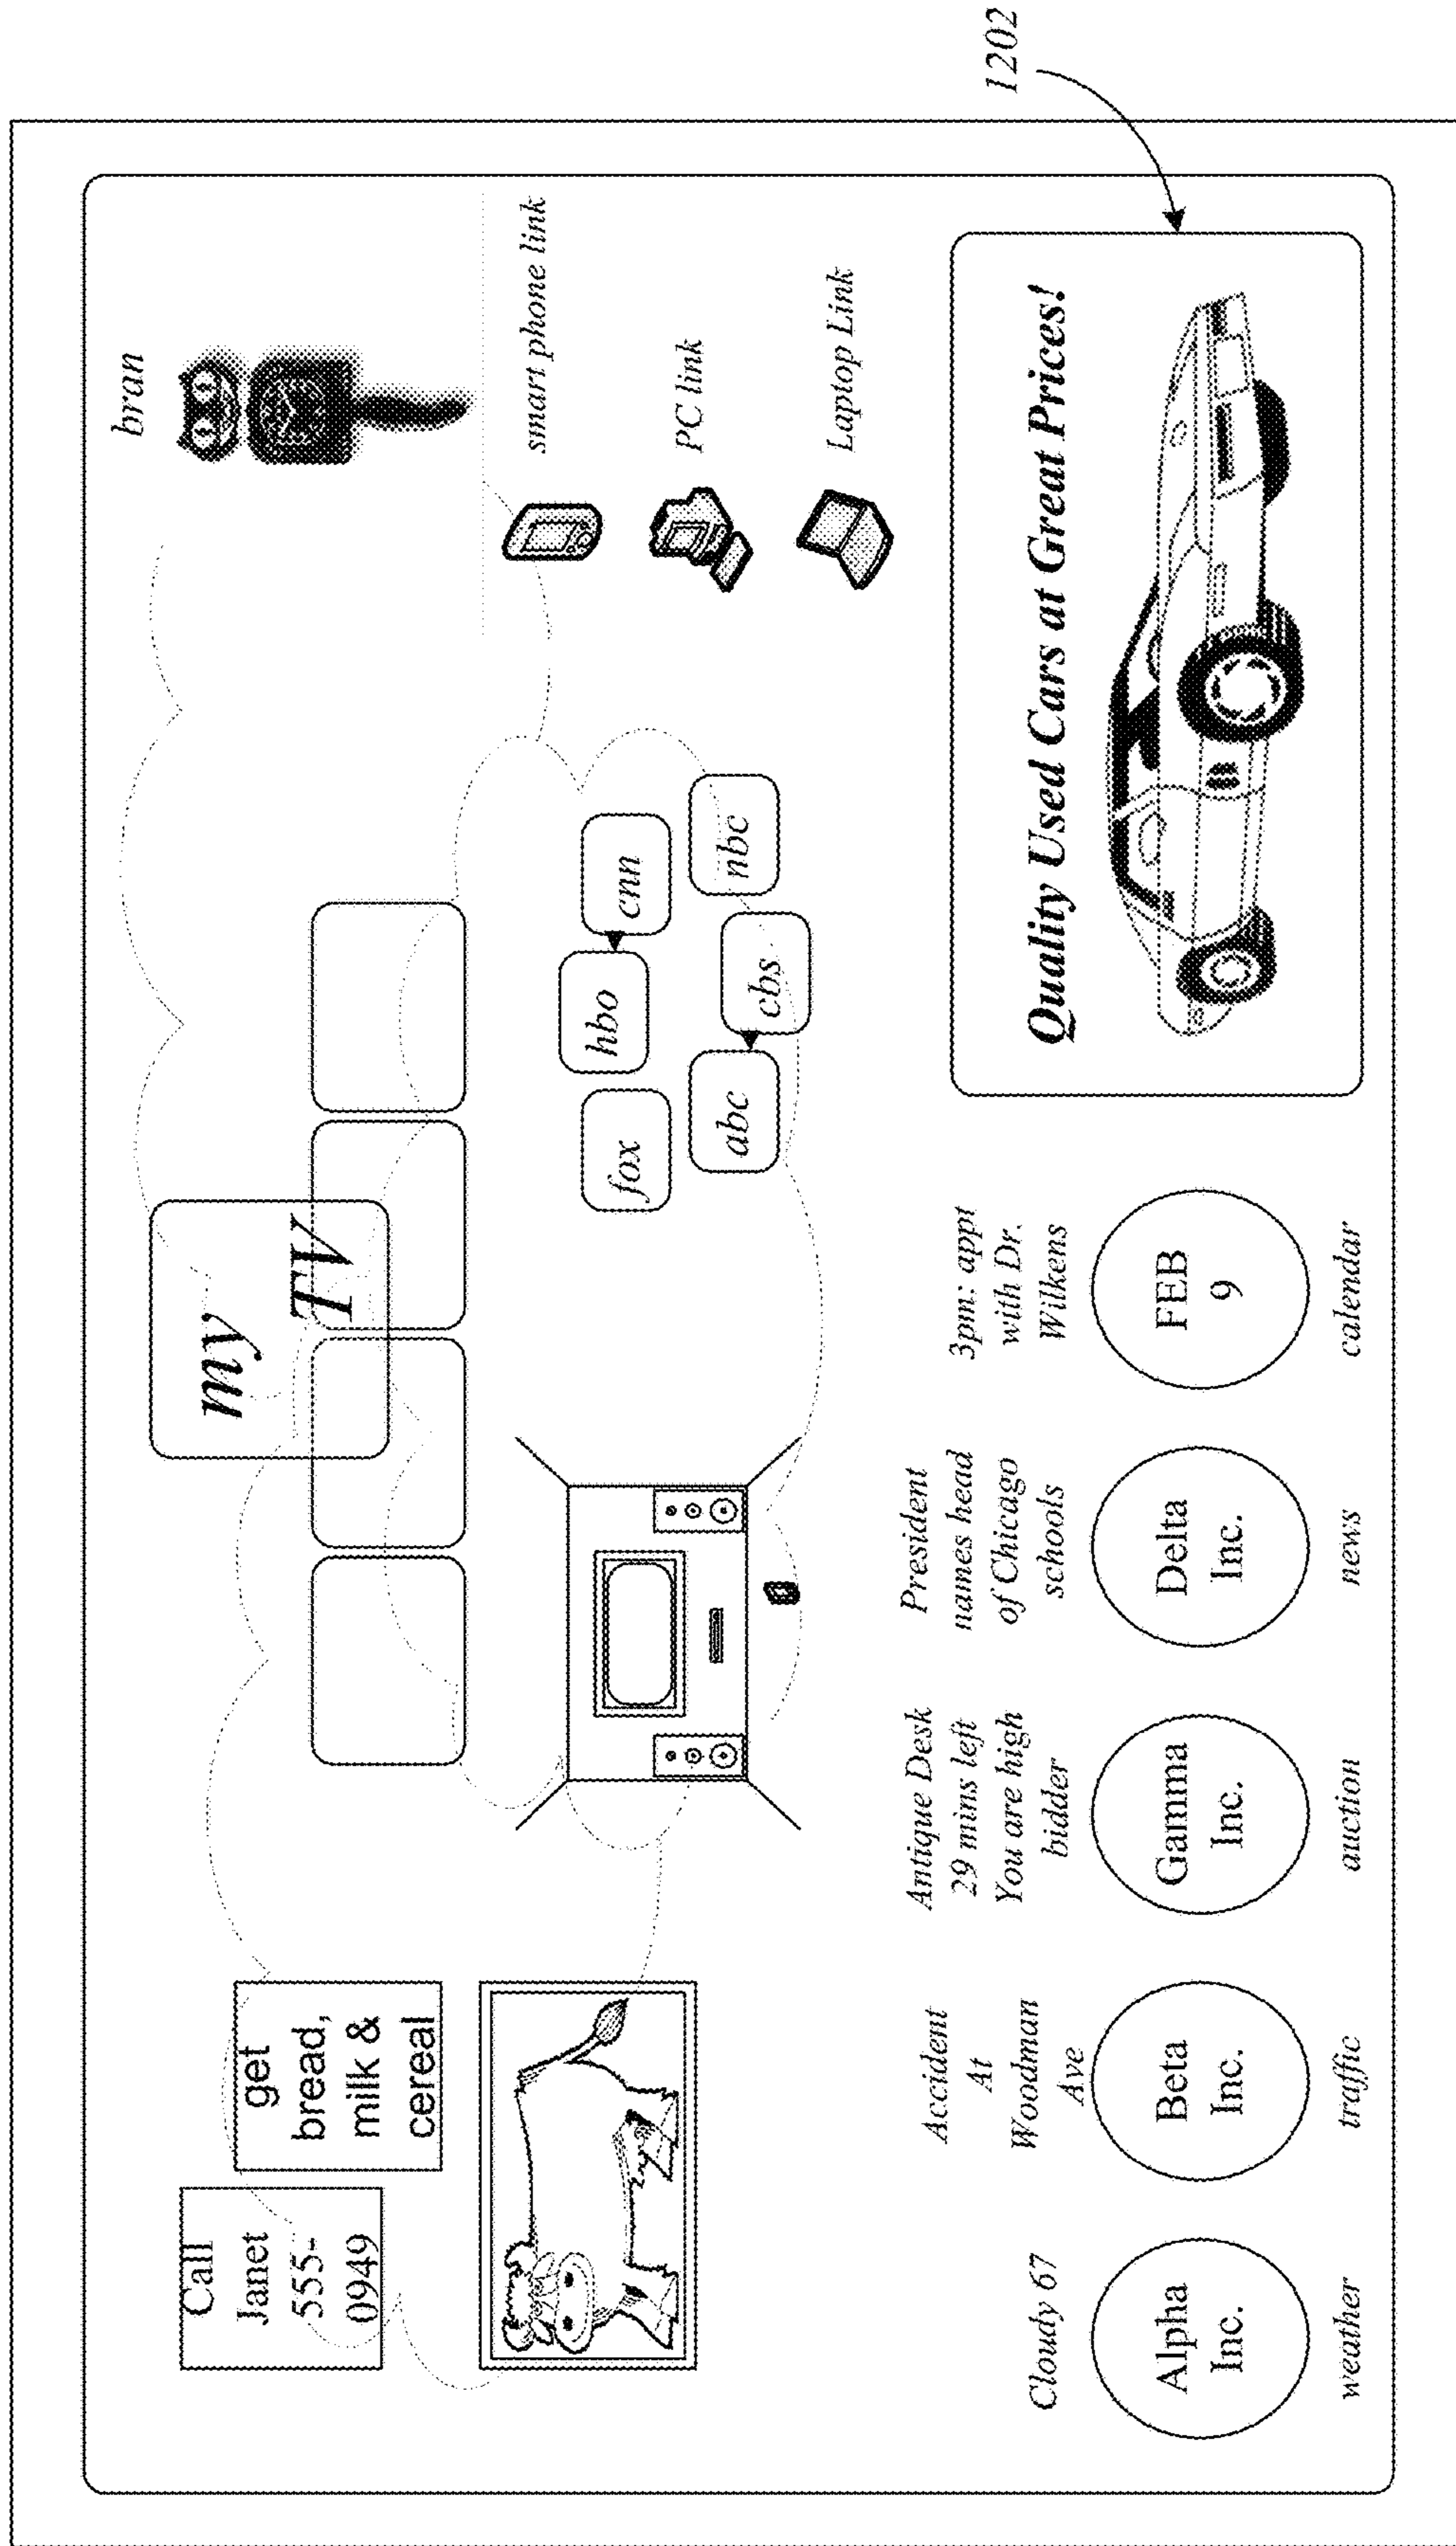 Call
Janet
555-
0949
get
bread,
milk &
cereal
my
TV
bran
smart phone link
PC link
Laptop Link
fox
hbo
cnn
abc
cbs
nbc
Cloudy 67
Alpha
Inc.
weather
Accident
At
Woodman
Ave
Beta
Inc.
traffic
Antique Desk
29 mins left
You are high
bidder
Gamma
Inc.
auction
President
names head
of Chicago
schools
Delta
Inc.
news
3pm: appt
with Dr.
Wilkens
FEB
9
calendar
Quality Used Cars at Great Prices!
1202